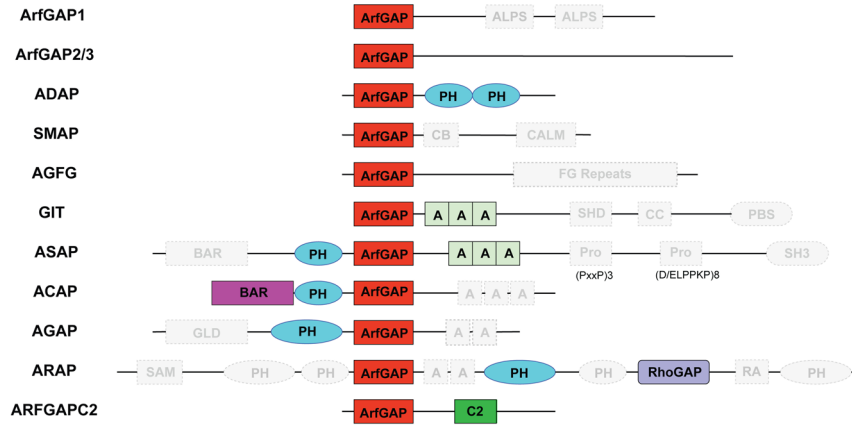 ArfGAP1 ArfGAP ALPS ALPS
ArfGAP2/3 ArfGAP
ADAP ArfGAP PH PH
SMAP ArfGAP CB CALM
AGFG ArfGAP FG Repeats
GIT ArfGAP A A A SHD CC PBS
ASAP BAR PH ArfGAP A A A Pro Pro SH3
(PxxP)3 (D/ELPPKP)8
ACAP BAR PH ArfGAP A A A
AGAP GLD PH ArfGAP A A
ARAP SAM PH PH ArfGAP A A PH PH RhoGAP RA PH
ARFGAPC2 ArfGAP C2